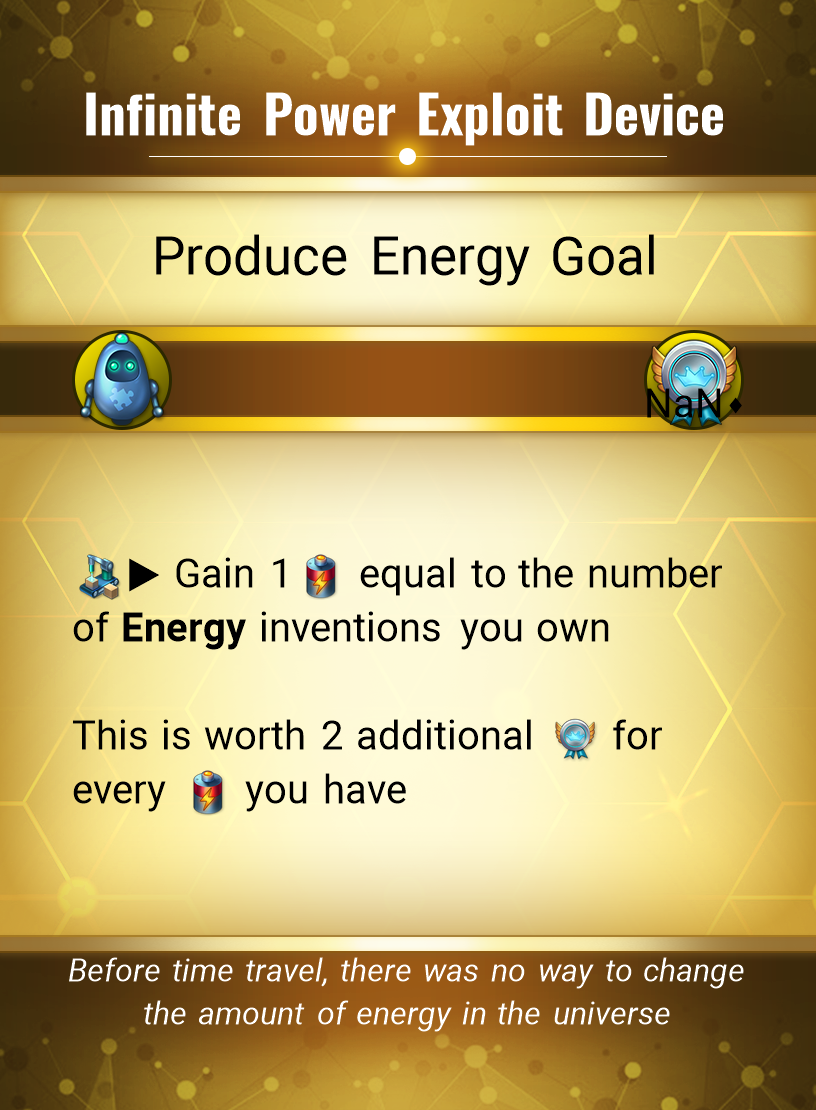 Infinite Power Exploit Device
Produce Energy Goal
NaN♦
▶ Gain 1 equal to the number
of Energy inventions you own
This is worth 2 additional for
every you have
Before time travel, there was no way to change
the amount of energy in the universe